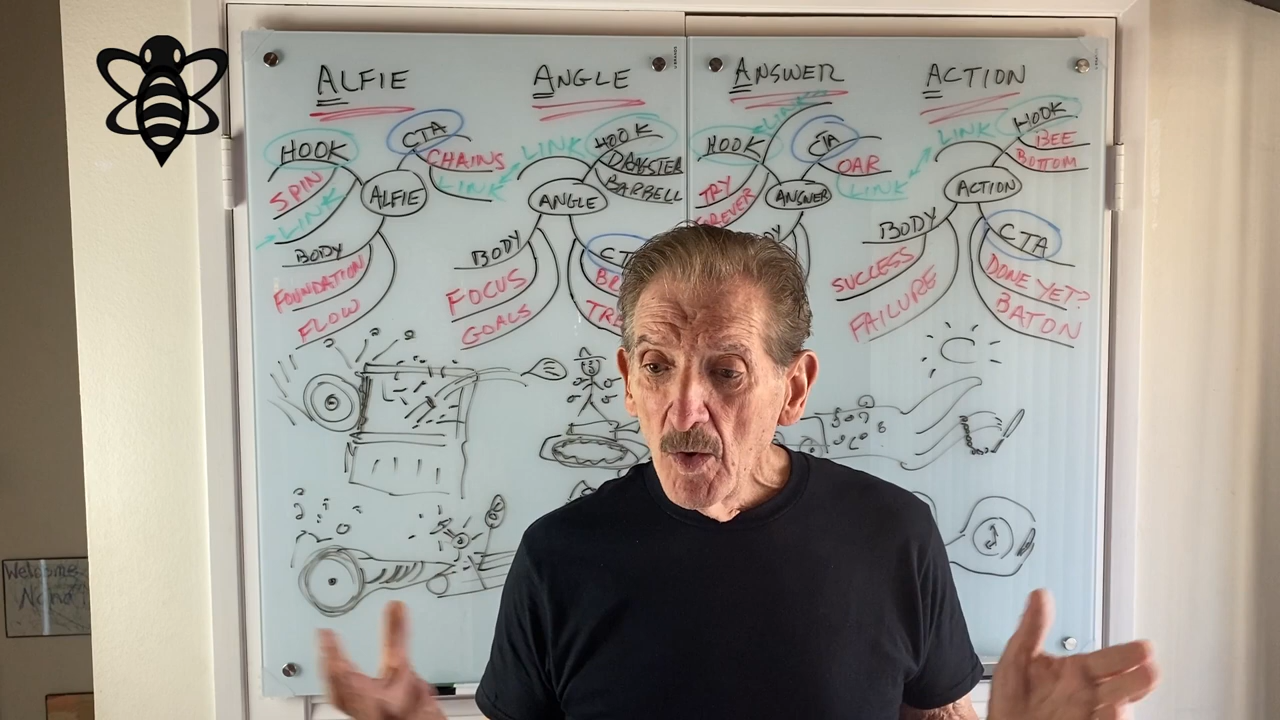 ALFIE
ANGLE
ANSWER
ACTION
HOOK
SPIN
LINK
CTA
CHAINS
LINK
ALFIE
BODY
FOUNDATION
FLOW
LINK
HOOK
DRAGSTER
BARBELL
ANGLE
BODY
FOCUS
GOALS
HOOK
TRY
LINK
CTA
OAR
LINK
ANSWER
LINK
HOOK
BEE
BOTTOM
ACTION
BODY
SUCCESS
FAILURE
CTA
DONE YET?
BATON
Welcome